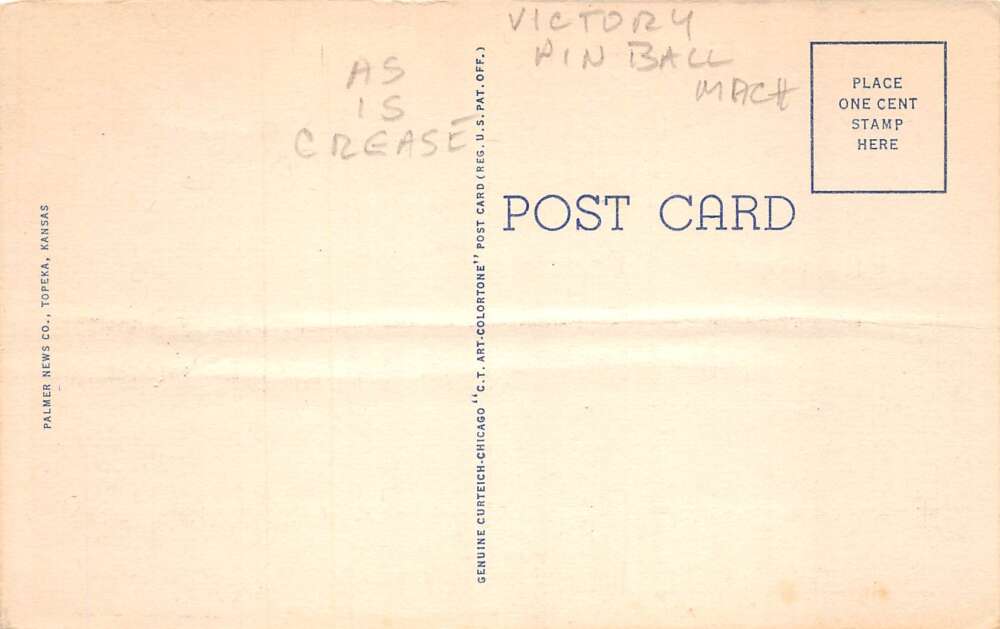 VICTORY
PIN BALL
MACH
AS
IS
CREASE
PLACE
ONE CENT
STAMP
HERE
POST CARD
PALMER NEWS CO., TOPEKA, KANSAS
GENUINE CURTEICH-CHICAGO "C.T. ART-COLORTONE" POST CARD (REG. U.S. PAT. OFF.)